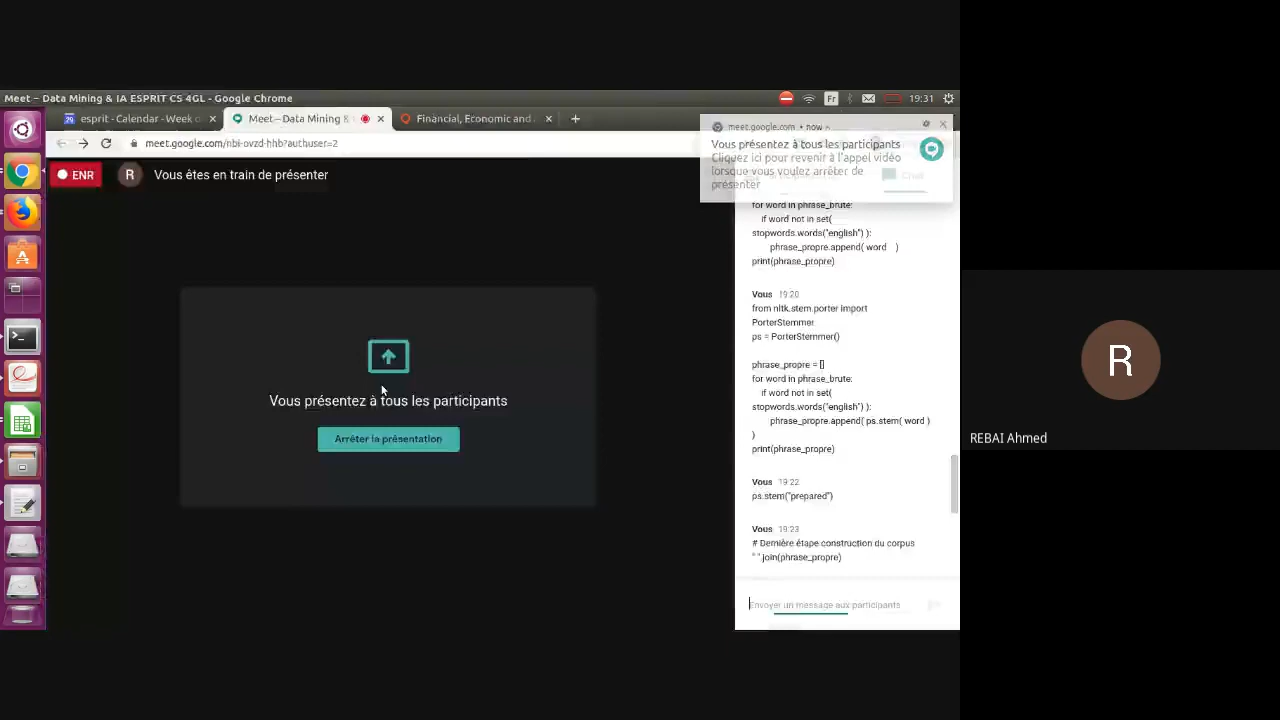 Meet – Data Mining & IA ESPRIT CS 4GL - Google Chrome
Fr
19:31
esprit - Calendar - Week o
Meet – Data Mining &
Financial, Economic and
meet.google.com/nbi-ovzd-hhb?authuser=2
meet.google.com • now
Vous présentez à tous les participants
Cliquez ici pour revenir à l'appel vidéo
lorsque vous voulez arrêter de
présenter
Chat
ENR
R
Vous êtes en train de présenter
for word in phrase_brute:
if word not in set(
stopwords.words("english") ):
phrase_propre.append( word )
print(phrase_propre)
Vous 19:20
from nltk.stem.porter import
PorterStemmer
ps = PorterStemmer()
phrase_propre = []
for word in phrase_brute:
if word not in set(
stopwords.words("english") ):
phrase_propre.append( ps.stem( word )
)
print(phrase_propre)
Vous 19:22
ps.stem("prepared")
Vous 19:23
# Dernière étape construction du corpus
" ".join(phrase_propre)
Envoyer un message aux participants
Vous présentez à tous les participants
Arrêter la présentation
R
REBAI Ahmed